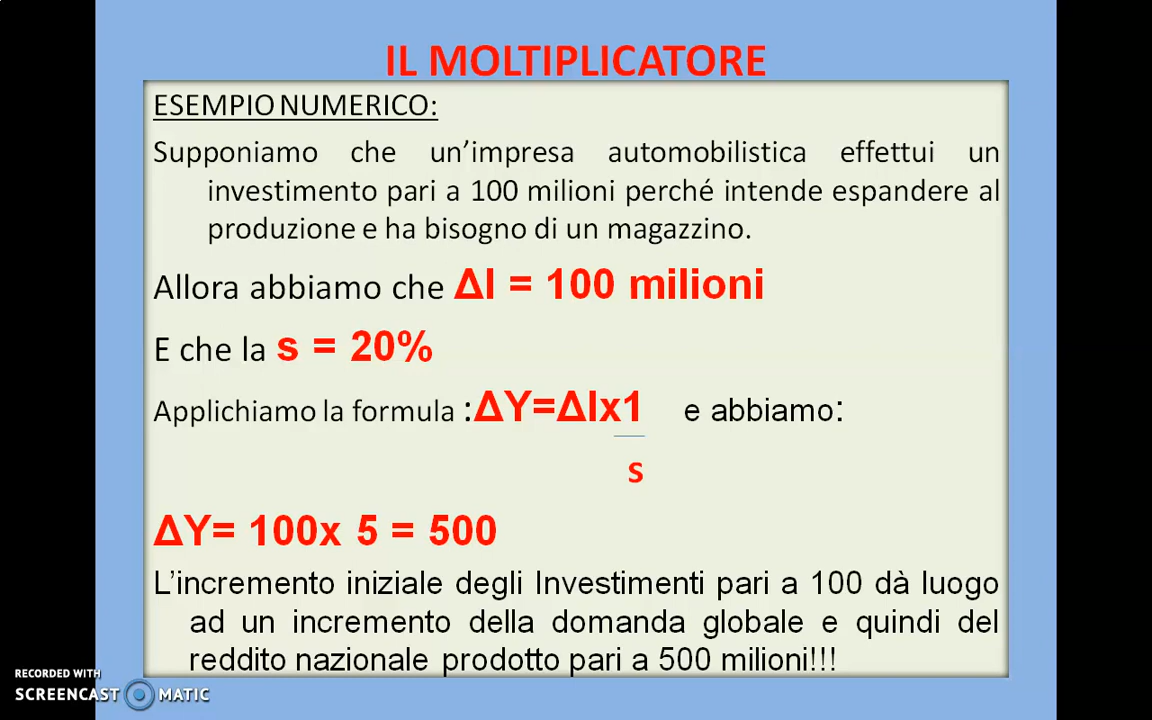 IL MOLTIPLICATORE
ESEMPIO NUMERICO:
Supponiamo che un’impresa automobilistica effettui un
investimento pari a 100 milioni perché intende espandere al
produzione e ha bisogno di un magazzino.
Allora abbiamo che ΔI = 100 milioni
E che la s = 20%
Applichiamo la formula :ΔY=ΔIx1 e abbiamo:
s
ΔY= 100x 5 = 500
L’incremento iniziale degli Investimenti pari a 100 dà luogo
ad un incremento della domanda globale e quindi del
reddito nazionale prodotto pari a 500 milioni!!!
RECORDED WITH
SCREENCAST MATIC